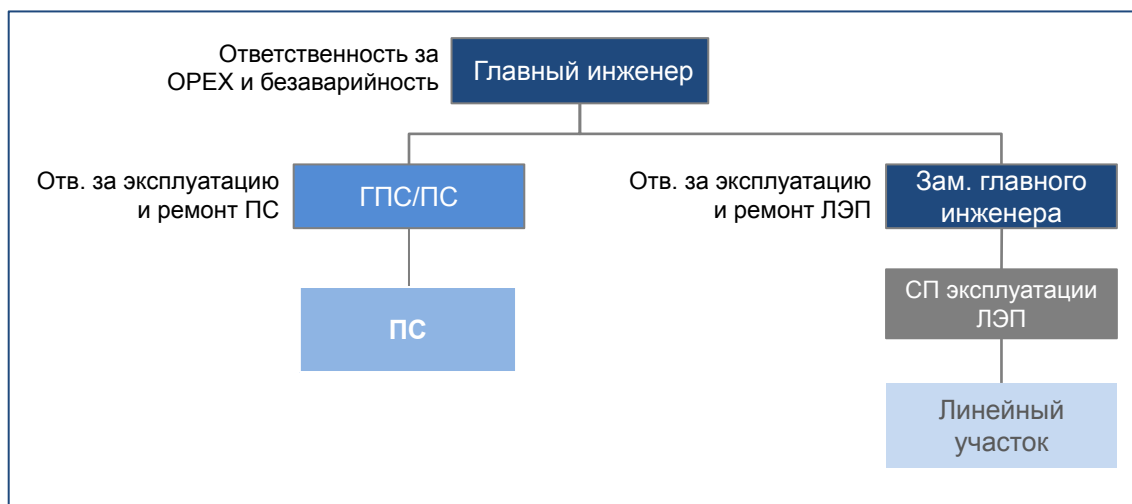 Ответственность за
OPEX и безаварийность
Главный инженер
Отв. за эксплуатацию
и ремонт ПС
ГПС/ПС
Отв. за эксплуатацию
и ремонт ЛЭП
Зам. главного
инженера
ПС
СП эксплуатации
ЛЭП
Линейный
участок